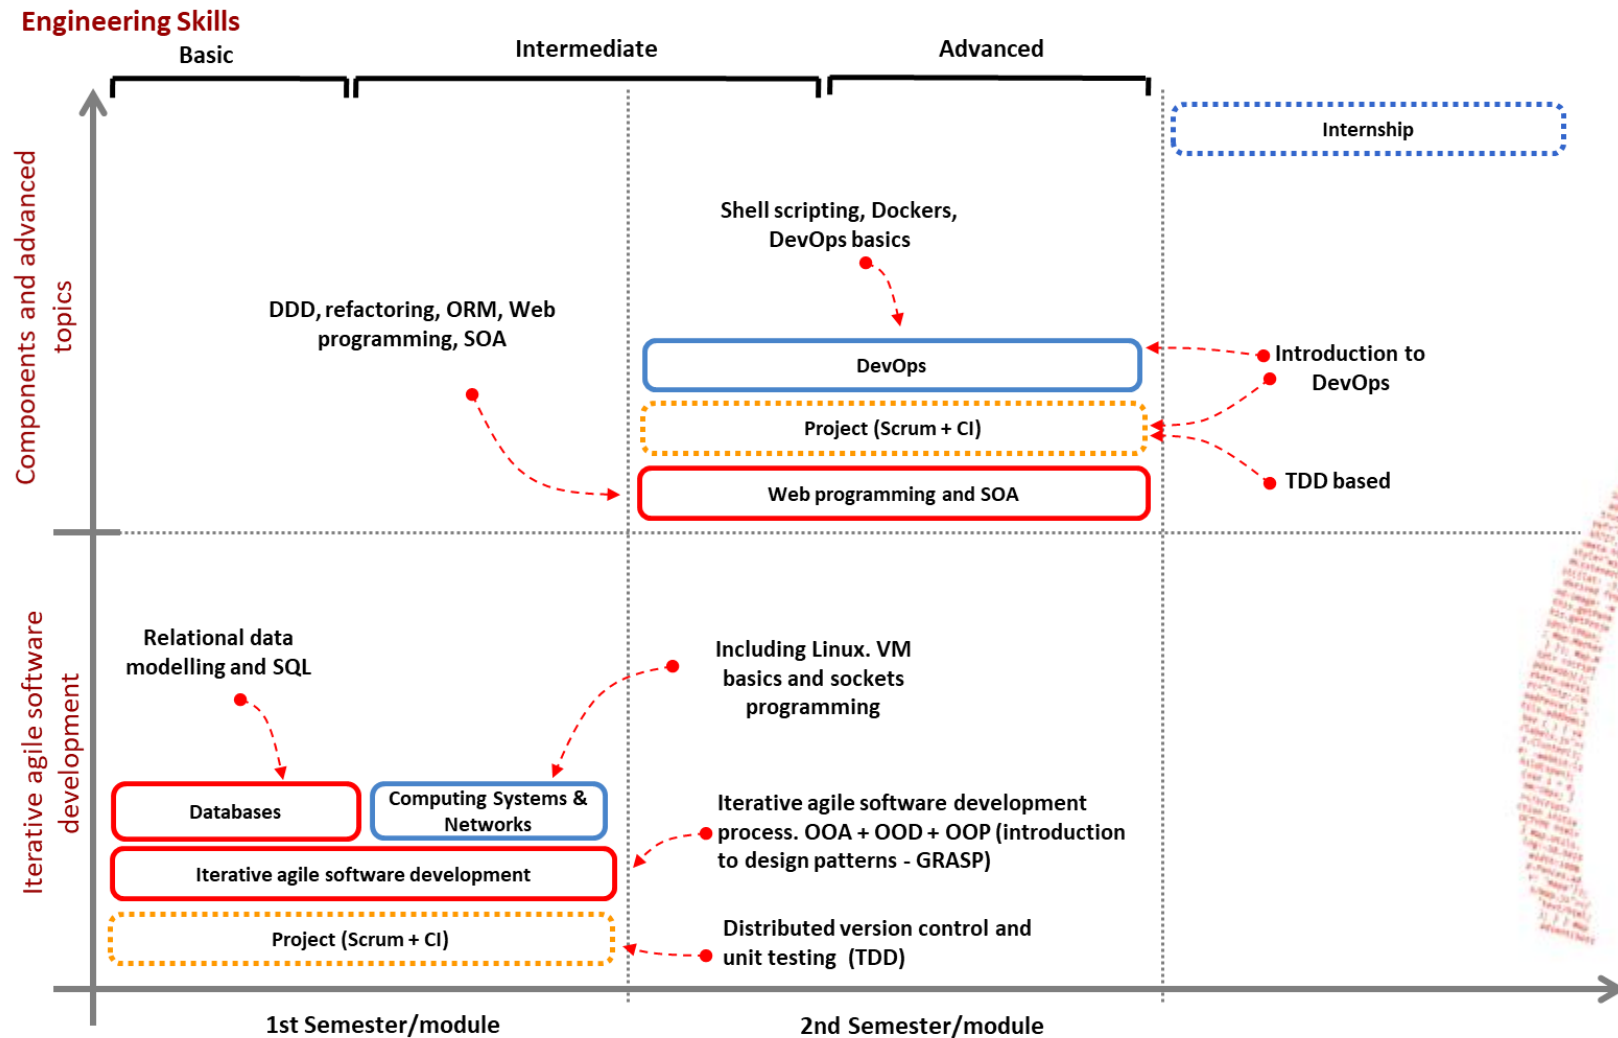 Engineering Skills
Basic
Intermediate
Advanced
Internship
Components and advanced
topics
Shell scripting, Dockers,
DevOps basics
DDD, refactoring, ORM, Web
programming, SOA
DevOps
Introduction to
DevOps
Project (Scrum + CI)
TDD based
Web programming and SOA
Iterative agile software
development
Relational data
modelling and SQL
Including Linux. VM
basics and sockets
programming
Databases
Computing Systems &
Networks
Iterative agile software development
process. OOA + OOD + OOP (introduction
to design patterns - GRASP)
Iterative agile software development
Project (Scrum + CI)
Distributed version control and
unit testing (TDD)
1st Semester/module
2nd Semester/module